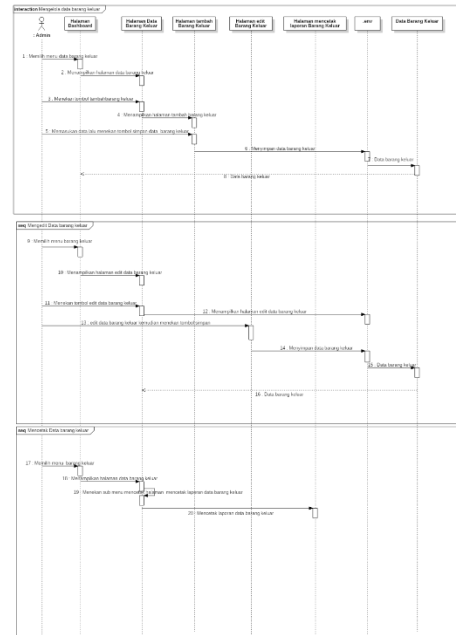 interaction Mengelola data barang keluar
Halaman Dashboard
Halaman Data Barang Keluar
Halaman tambah Barang Keluar
Halaman edit Barang Keluar
Halaman mencetak laporan Barang Keluar
Data Barang Keluar
: Admin
1 : Memilih menu data barang keluar
2 : Menampilkan halaman data barang keluar
3 : Menekan tombol tambah barang keluar
4 : Menampilkan halaman tambah barang keluar
5 : Memasukan data lalu menekan tombol simpan data barang keluar
6 : Menyimpan data barang keluar
7 : Data barang keluar
8 : Data barang keluar
seq Mengedit Data barang keluar
9 : Memilih menu barang keluar
10 : Menampilkan halaman edit data barang keluar
11 : Menekan tombol edit data barang keluar
12 : Menampilkan halaman edit data barang keluar
13 : edit data barang keluar kemudian menekan tombol simpan
14 : Menyimpan data barang keluar
15 : Data barang keluar
16 : Data barang keluar
seq Mencetak Data barang keluar
17 : Memilih menu barang keluar
18 : Menampilkan halaman data barang keluar
19 : Menekan sub menu mencetak halaman mencetak laporan data barang keluar
20 : Mencetak laporan data barang keluar